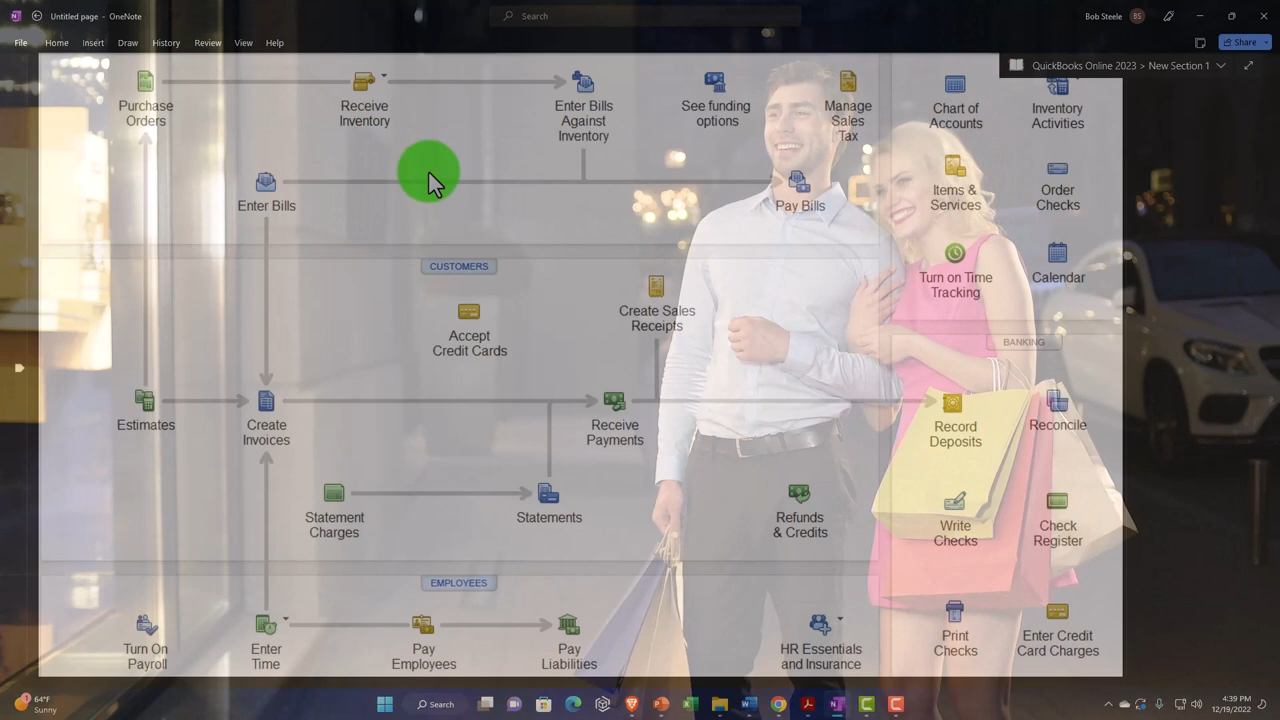 Untitled page - OneNote
Search
Bob Steele
BS
File
Home
Insert
Draw
History
Review
View
Help
Share
QuickBooks Online 2023 > New Section 1
Purchase
Orders
Receive
Inventory
Enter Bills
Against
Inventory
See funding
options
Manage
Sales
Tax
Chart of
Accounts
Inventory
Activities
Enter Bills
Pay Bills
Items &
Services
Order
Checks
CUSTOMERS
Turn on Time
Tracking
Calendar
Create Sales
Receipts
Accept
Credit Cards
BANKING
Estimates
Create
Invoices
Receive
Payments
Record
Deposits
Reconcile
Statement
Charges
Statements
Refunds
& Credits
Write
Checks
Check
Register
EMPLOYEES
Turn On
Payroll
Enter
Time
Pay
Employees
Pay
Liabilities
HR Essentials
and Insurance
Print
Checks
Enter Credit
Card Charges
1
64°F
Sunny
Search
4:39 PM
12/19/2022